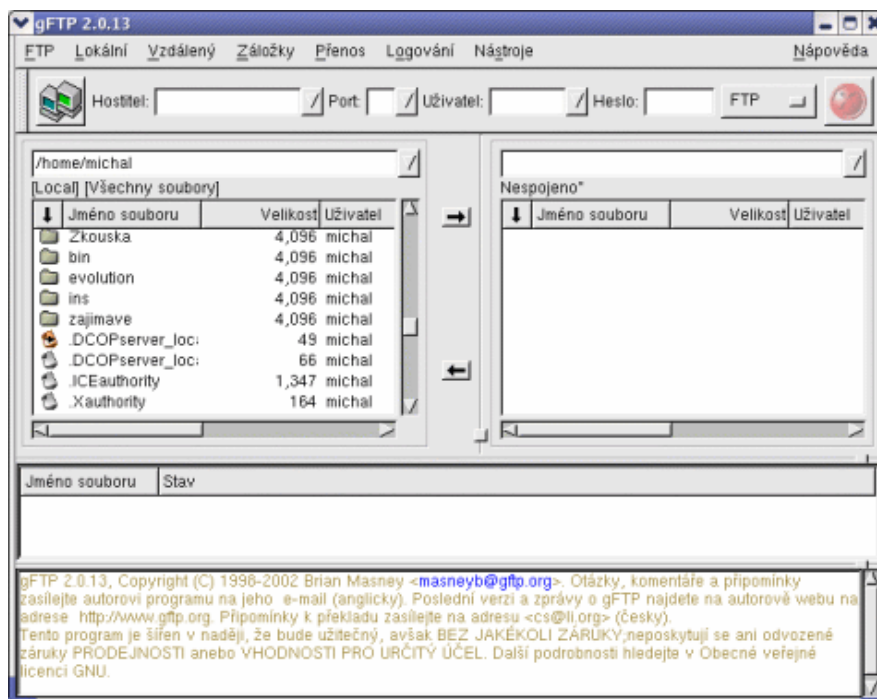 gFTP 2.0.13
FTP Lokální Vzdálený Záložky Přenos Logování Nástroje Nápověda
Hostitel: Port: Uživatel: Heslo: FTP
/home/michal
[Local] [Všechny soubory]
Jméno souboru Velikost Uživatel
Zkouska 4,096 michal
bin 4,096 michal
evolution 4,096 michal
ins 4,096 michal
zajimave 4,096 michal
.DCOPserver_loc 49 michal
.DCOPserver_loc 66 michal
.ICEauthority 1,347 michal
.Xauthority 164 michal
Nespojeno"
Jméno souboru Velikost Uživatel
Jméno souboru Stav
gFTP 2.0.13, Copyright (C) 1998-2002 Brian Masney <masneyb@gftp.org>. Otázky, komentáře a připomínky
zasílejte autorovi programu na jeho e-mail (anglicky). Poslední verzi a zprávy o gFTP najdete na autorově webu na
adrese http://www.gftp.org. Připomínky k překladu zasílejte na adresu <cs@li.org> (česky).
Tento program je šířen v naději, že bude užitečný, avšak BEZ JAKÉKOLI ZÁRUKY;neposkytují se ani odvozené
záruky PRODEJNOSTI anebo VHODNOSTI PRO URČITÝ ÚČEL. Další podrobnosti hledejte v Obecné veřejné
licenci GNU.